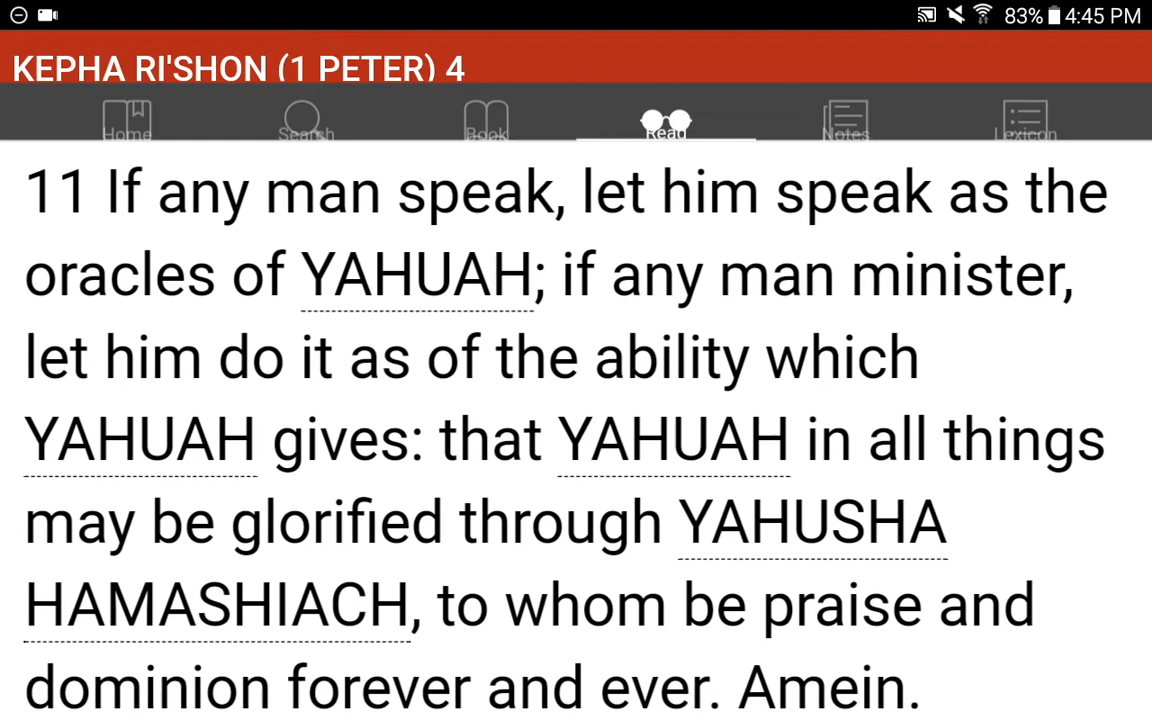 83% 4:45 PM
KEPHA RI'SHON (1 PETER) 4
Home Search Book Read Notes Lexicon
11 If any man speak, let him speak as the
oracles of YAHUAH; if any man minister,
let him do it as of the ability which
YAHUAH gives: that YAHUAH in all things
may be glorified through YAHUSHA
HAMASHIACH, to whom be praise and
dominion forever and ever. Amein.